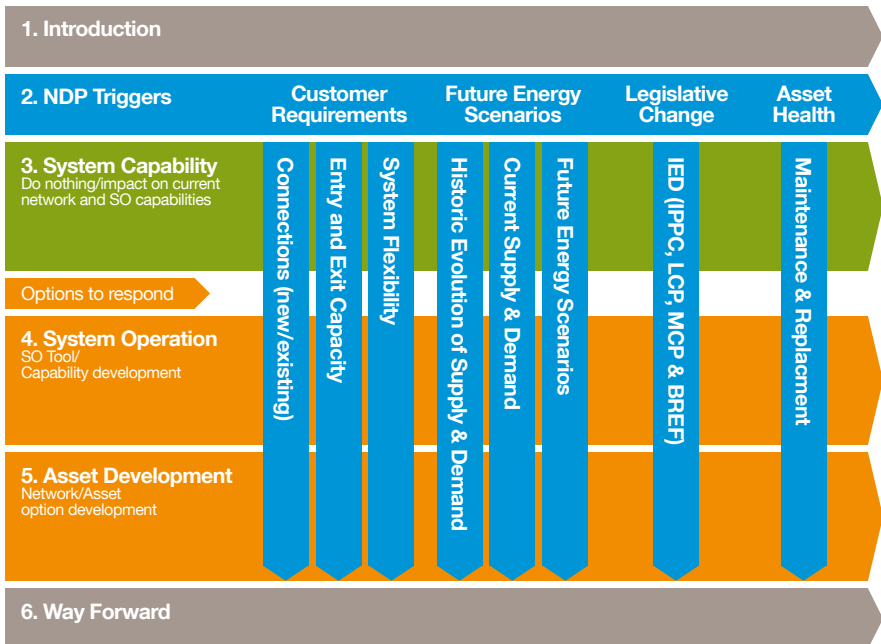 1. Introduction
2. NDP Triggers
Customer
Requirements
Future Energy
Scenarios
Legislative
Change
Asset
Health
3. System Capability
Do nothing/impact on current
network and SO capabilities
Options to respond
4. System Operation
SO Tool/
Capability development
5. Asset Development
Network/Asset
option development
Connections (new/existing)
Entry and Exit Capacity
System Flexibility
Historic Evolution of Supply & Demand
Current Supply & Demand
Future Energy Scenarios
IED (IPPC, LCP, MCP & BREF)
Maintenance & Replacment
6. Way Forward